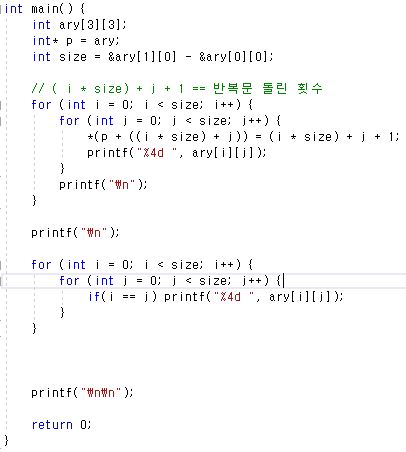 int main() {
    int ary[3][3];
    int* p = ary;
    int size = &ary[1][0] - &ary[0][0];
    // ( i * size) + j + 1 == 반복문 돌린 횟수
    for (int i = 0; i < size; i++) {
        for (int j = 0; j < size; j++) {
            *(p + ((i * size) + j)) = (i * size) + j + 1;
            printf("%4d ", ary[i][j]);
        }
        printf("₩n");
    }
    printf("₩n");
    for (int i = 0; i < size; i++) {
        for (int j = 0; j < size; j++) {
            if(i == j) printf("%4d ", ary[i][j]);
        }
    }
    printf("₩n₩n");
    return 0;
}